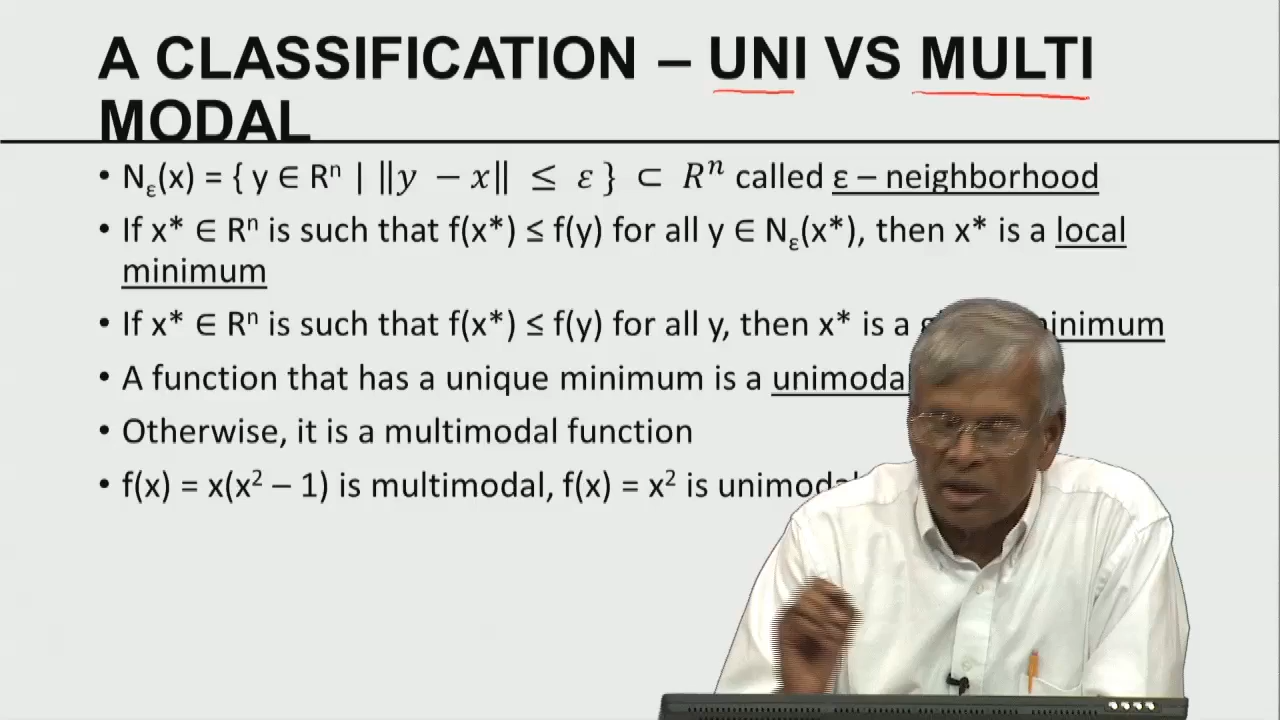 A CLASSIFICATION – UNI VS MULTI
MODAL
• Nε(x) = { y ∈ Rⁿ | ‖y − x‖ ≤ ε } ⊂ Rⁿ called ε – neighborhood
• If x* ∈ Rⁿ is such that f(x*) ≤ f(y) for all y ∈ Nε(x*), then x* is a local
minimum
• If x* ∈ Rⁿ is such that f(x*) ≤ f(y) for all y, then x* is a
• A function that has a unique minimum is a
• Otherwise, it is a multimodal function
• f(x) = x(x² – 1) is multimodal, f(x) = x² is